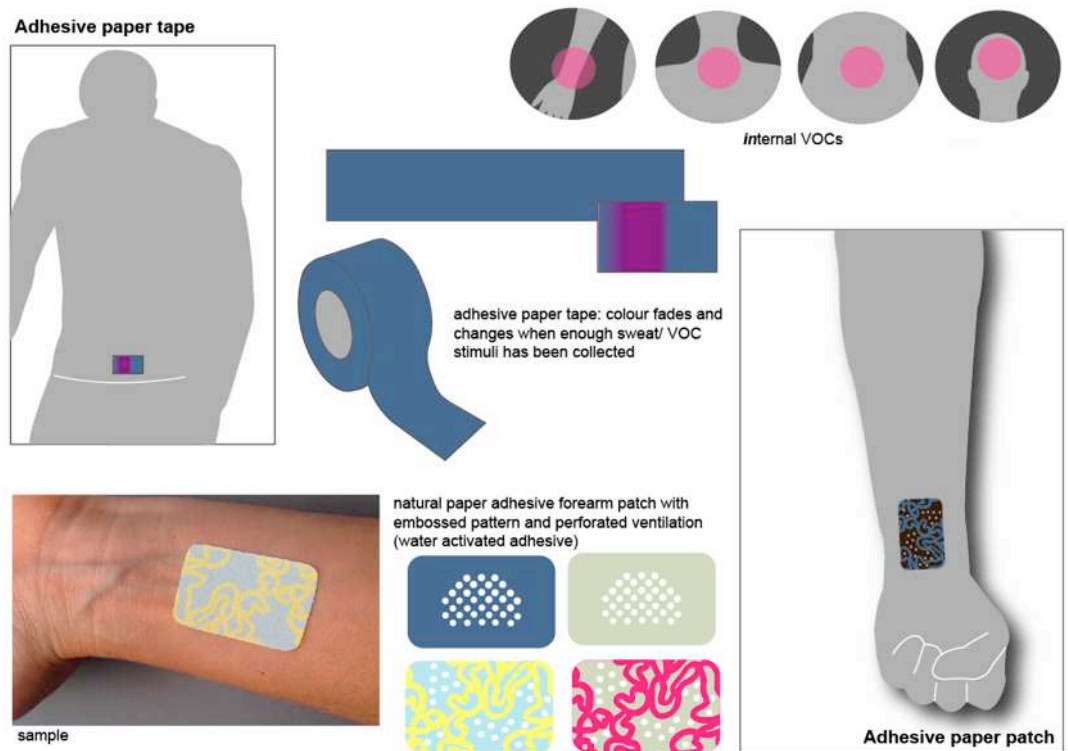 Adhesive paper tape
internal VOCs
adhesive paper tape: colour fades and
changes when enough sweat/ VOC
stimuli has been collected
natural paper adhesive forearm patch with
embossed pattern and perforated ventilation
(water activated adhesive)
sample
Adhesive paper patch